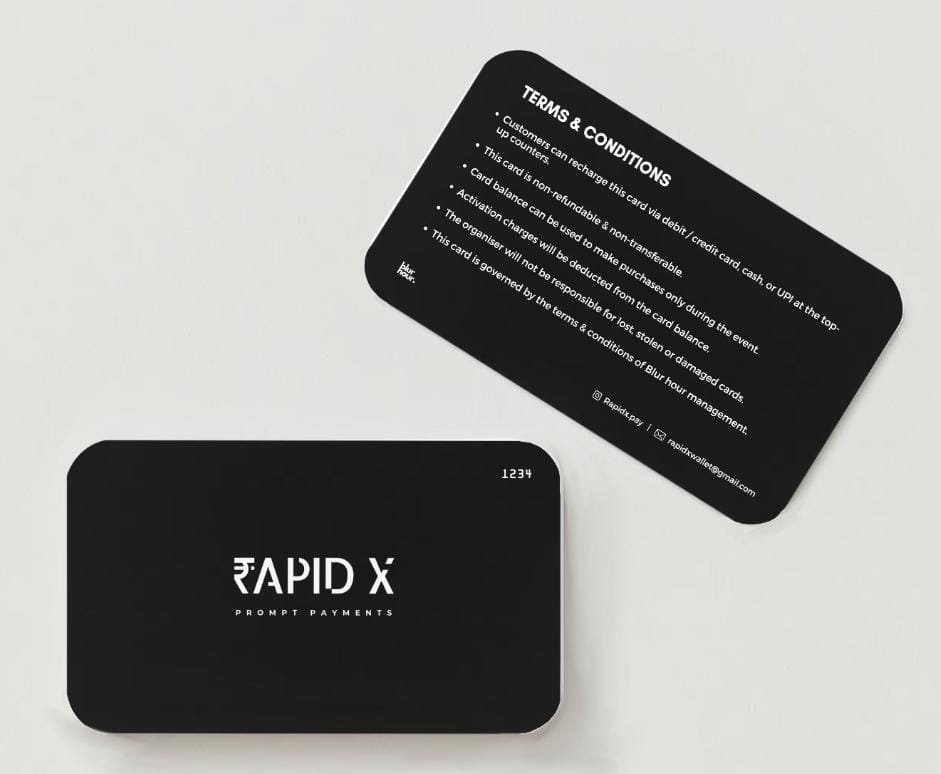 TERMS & CONDITIONS
• Customers can recharge this card via debit / credit card, cash, or UPI at the top-
up counters.
• This card is non-refundable & non-transferable.
• Card balance can be used to make purchases only during the event.
• Activation charges will be deducted from the card balance.
• The organiser will not be responsible for lost, stolen or damaged cards.
• This card is governed by the terms & conditions of Blur hour management.
blur
hour.
Rapidx.pay | rapidxwallet@gmail.com
1234
₹APID X
PROMPT PAYMENTS